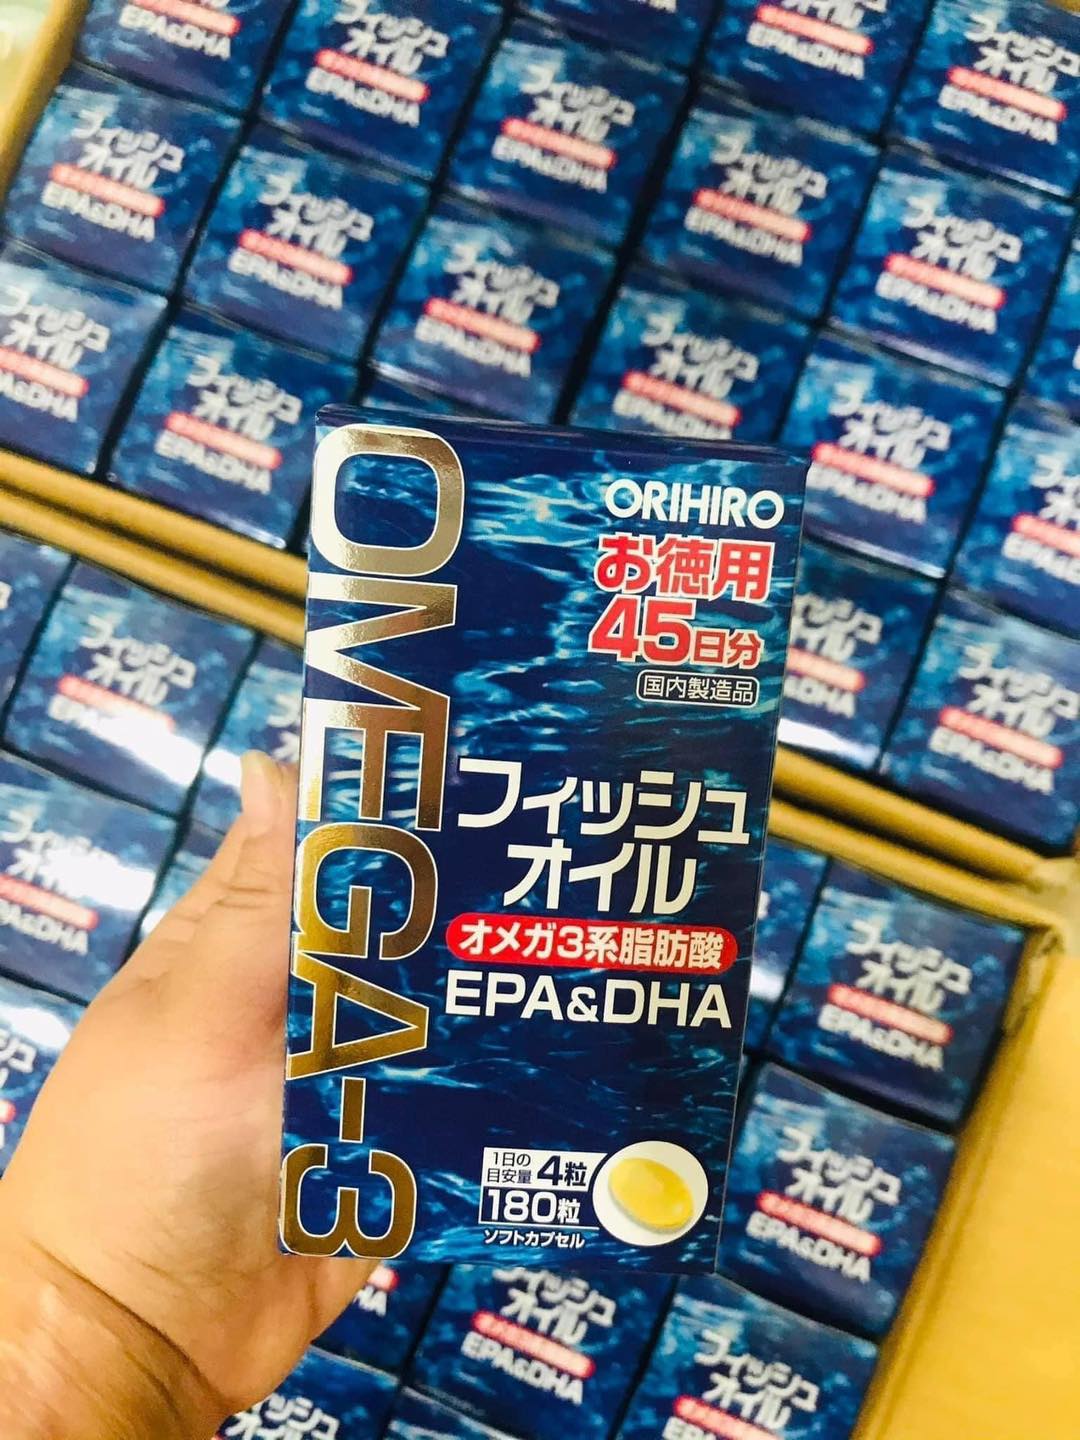 OMEGA-3
ORIHIRO
お徳用
45日分
国内製造品
フィッシュ
オイル
オメガ3系脂肪酸
EPA&DHA
1日の
目安量 4粒
180粒
ソフトカプセル